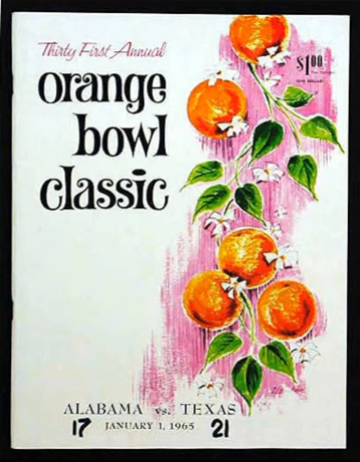 Thirty First Annual
orange
bowl
classic
$1.00
ALABAMA vs. TEXAS
17 JANUARY 1, 1965 21